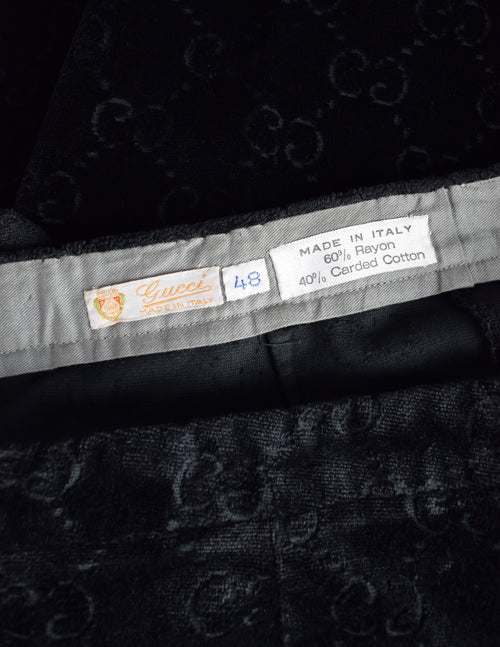 Gucci
MADE IN ITALY
48
MADE IN ITALY
60% Rayon
40% Carded Cotton